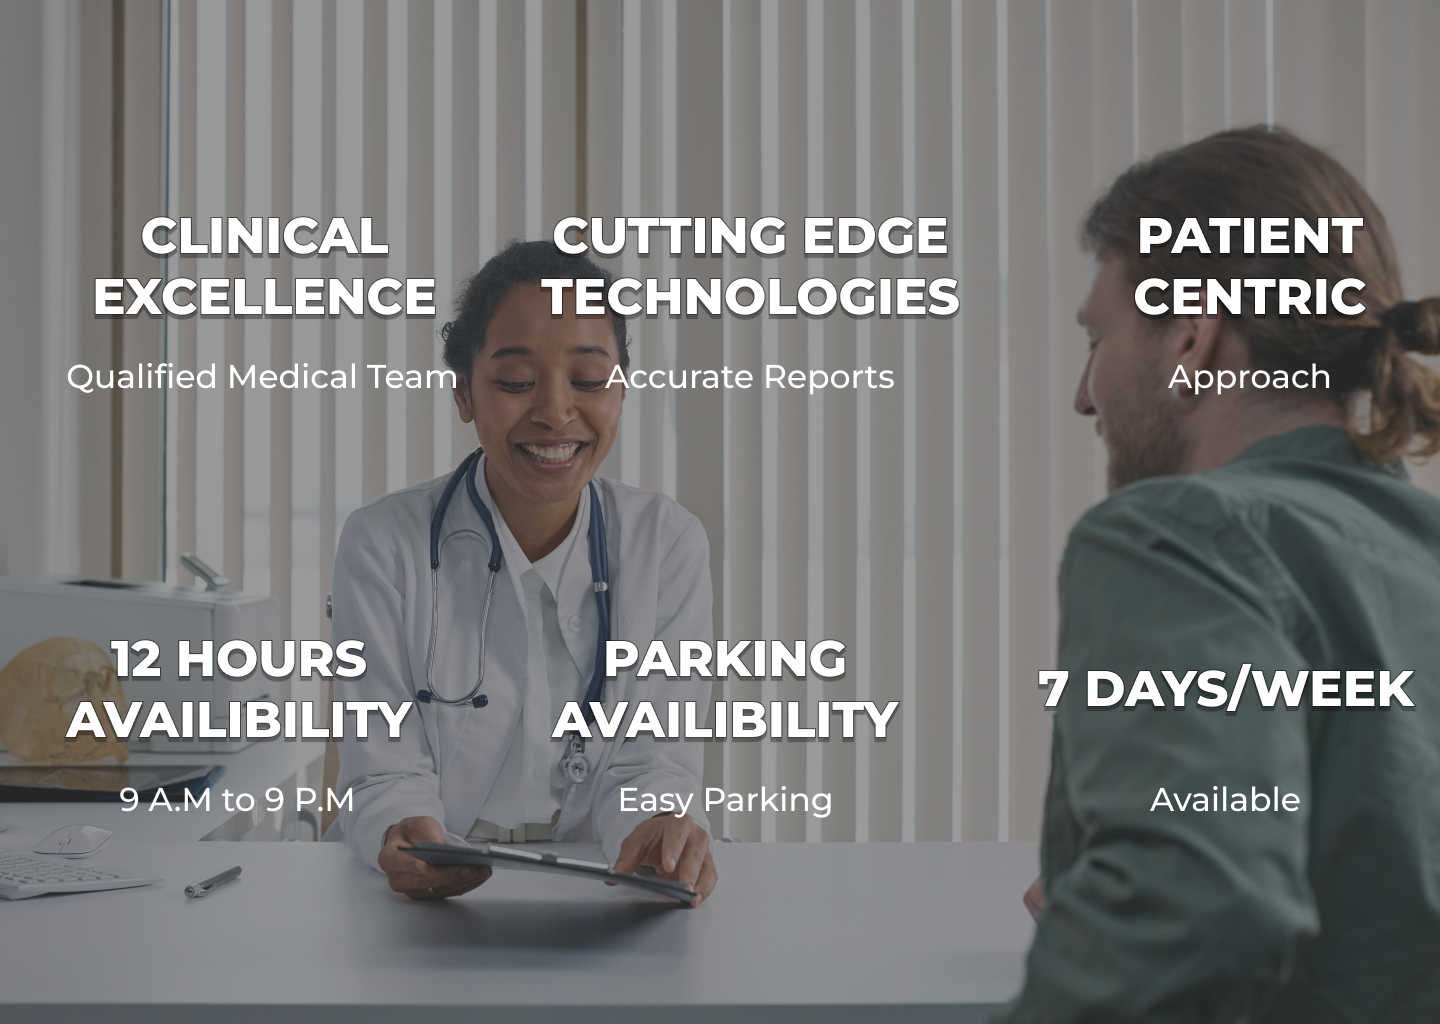 CLINICAL
EXCELLENCE
Qualified Medical Team
CUTTING EDGE
TECHNOLOGIES
Accurate Reports
PATIENT
CENTRIC
Approach
12 HOURS
AVAILIBILITY
9 A.M to 9 P.M
PARKING
AVAILIBILITY
Easy Parking
7 DAYS/WEEK
Available